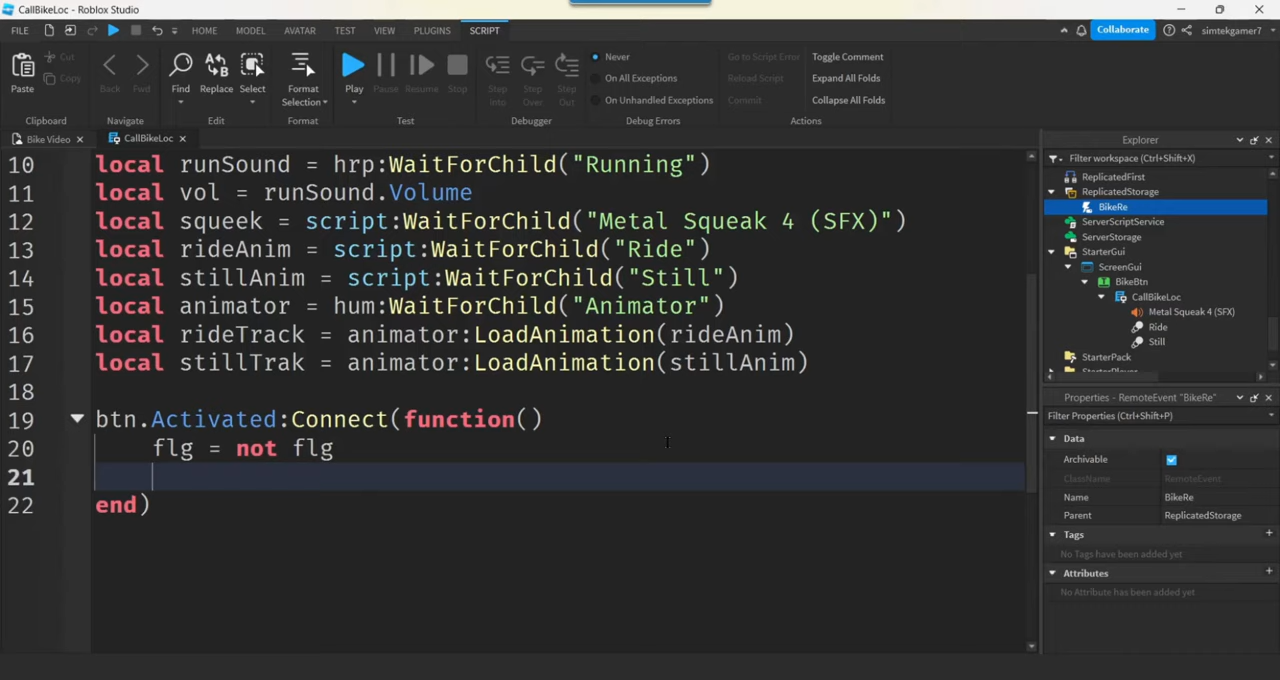 CallBikeLoc - Roblox Studio
FILE HOME MODEL AVATAR TEST VIEW PLUGINS SCRIPT Collaborate simtekgamer7
Paste Cut Copy Back Fwd Find Replace Select Format Selection Play Pause Resume Stop Step Into Step Over Step Out
Never Go to Script Error Toggle Comment
On All Exceptions Reload Script Expand All Folds
On Unhandled Exceptions Commit Collapse All Folds
Clipboard Navigate Edit Format Test Debugger Debug Errors Actions
Bike Video CallBikeLoc
10 local runSound = hrp:WaitForChild("Running")
11 local vol = runSound.Volume
12 local squeek = script:WaitForChild("Metal Squeak 4 (SFX)")
13 local rideAnim = script:WaitForChild("Ride")
14 local stillAnim = script:WaitForChild("Still")
15 local animator = hum:WaitForChild("Animator")
16 local rideTrack = animator:LoadAnimation(rideAnim)
17 local stillTrak = animator:LoadAnimation(stillAnim)
18
19 btn.Activated:Connect(function()
20 flg = not flg
21
22 end)
Explorer
Filter workspace (Ctrl+Shift+X)
ReplicatedFirst
ReplicatedStorage
BikeRe
ServerScriptService
ServerStorage
StarterGui
ScreenGui
BikeBtn
CallBikeLoc
Metal Squeak 4 (SFX)
Ride
Still
StarterPack
StarterPlayer
Properties - RemoteEvent "BikeRe"
Filter Properties (Ctrl+Shift+P)
Data
Archivable
ClassName RemoteEvent
Name BikeRe
Parent ReplicatedStorage
Tags
No Tags have been added yet
Attributes
No Attribute has been added yet